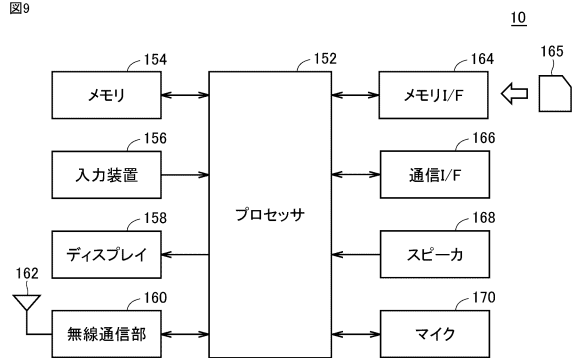 図9
10
154
メモリ
152
プロセッサ
164
メモリI/F
165
156
入力装置
166
通信I/F
158
ディスプレイ
168
スピーカ
162
160
無線通信部
170
マイク